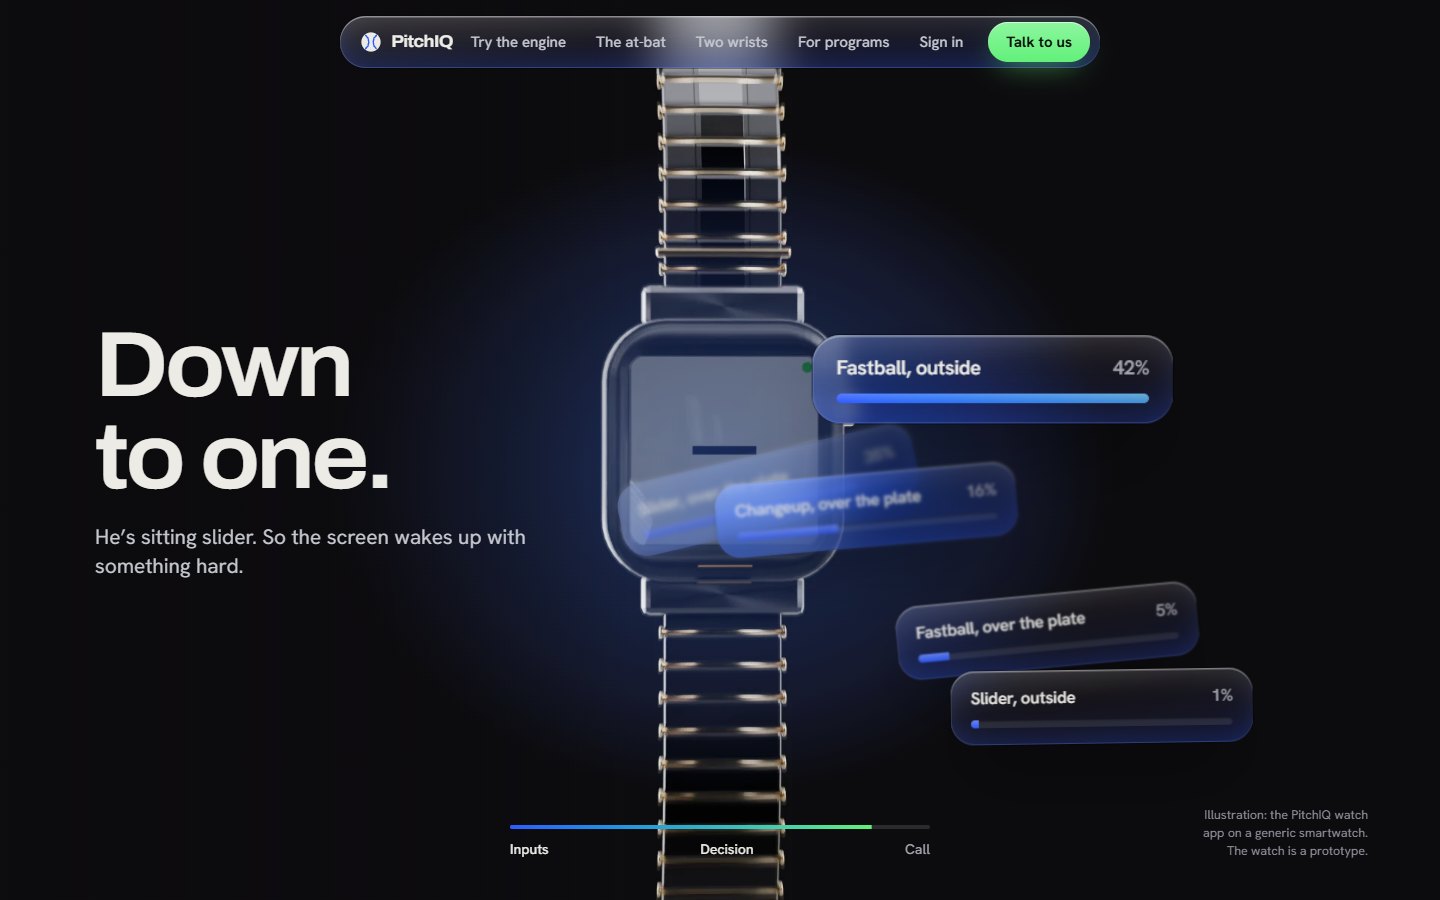 PitchIQ
Try the engine
The at-bat
Two wrists
For programs
Sign in
Talk to us
Down
to one.
He’s sitting slider. So the screen wakes up with
something hard.
Fastball, outside 42%
Changeup, over the plate 16%
Fastball, over the plate 5%
Slider, outside 1%
Inputs
Decision
Call
Illustration: the PitchIQ watch
app on a generic smartwatch.
The watch is a prototype.